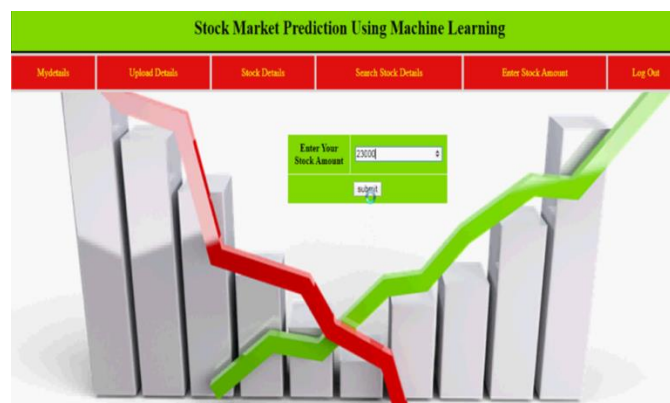 Stock Market Prediction Using Machine Learning
Mydetails Upload Details Stock Details Search Stock Details Enter Stock Amount Log Out
Enter Your
Stock Amount
23000
submit